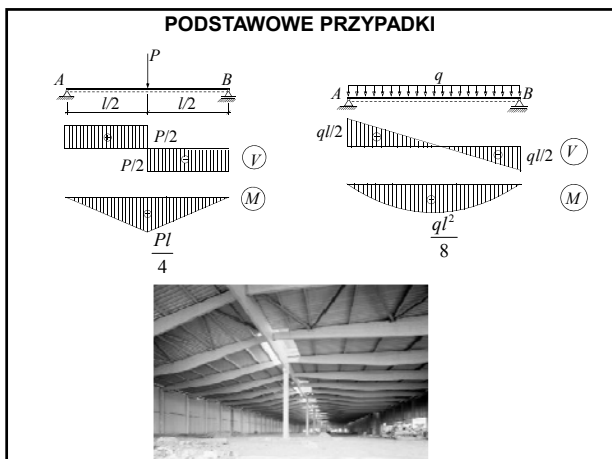 PODSTAWOWE PRZYPADKI
P
A B
l/2 l/2
P/2
P/2
V
M
Pl
4
q
A B
ql/2
ql/2
V
M
ql²
8